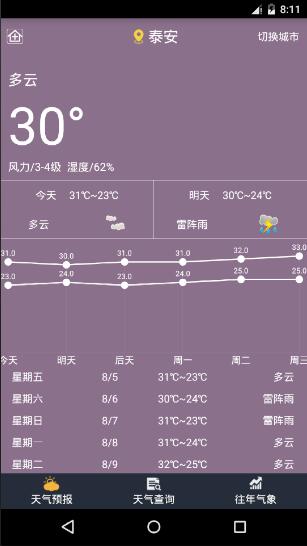 8:11
泰安
切换城市
多云
30°
风力/3-4级 湿度/62%
今天 31℃~23℃
明天 30℃~24℃
多云
雷阵雨
31.0 30.0 31.0 31.0 32.0 33.0
23.0 24.0 23.0 24.0 25.0 25.0
今天 明天 后天 周一 周二 周三
星期五 8/5 31℃~23℃ 多云
星期六 8/6 30℃~24℃ 雷阵雨
星期日 8/7 31℃~23℃ 雷阵雨
星期一 8/8 31℃~24℃ 多云
星期二 8/9 32℃~25℃ 多云
天气预报 天气查询 往年气象